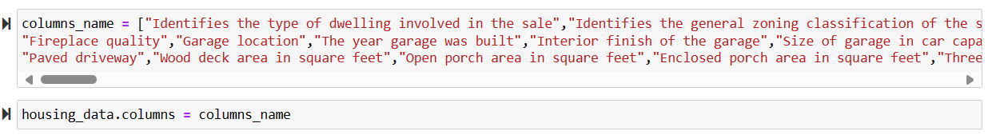 columns_name = ["Identifies the type of dwelling involved in the sale","Identifies the general zoning classification of the s
"Fireplace quality","Garage location","The year garage was built","Interior finish of the garage","Size of garage in car capa
"Paved driveway","Wood deck area in square feet","Open porch area in square feet","Enclosed porch area in square feet","Three
housing_data.columns = columns_name